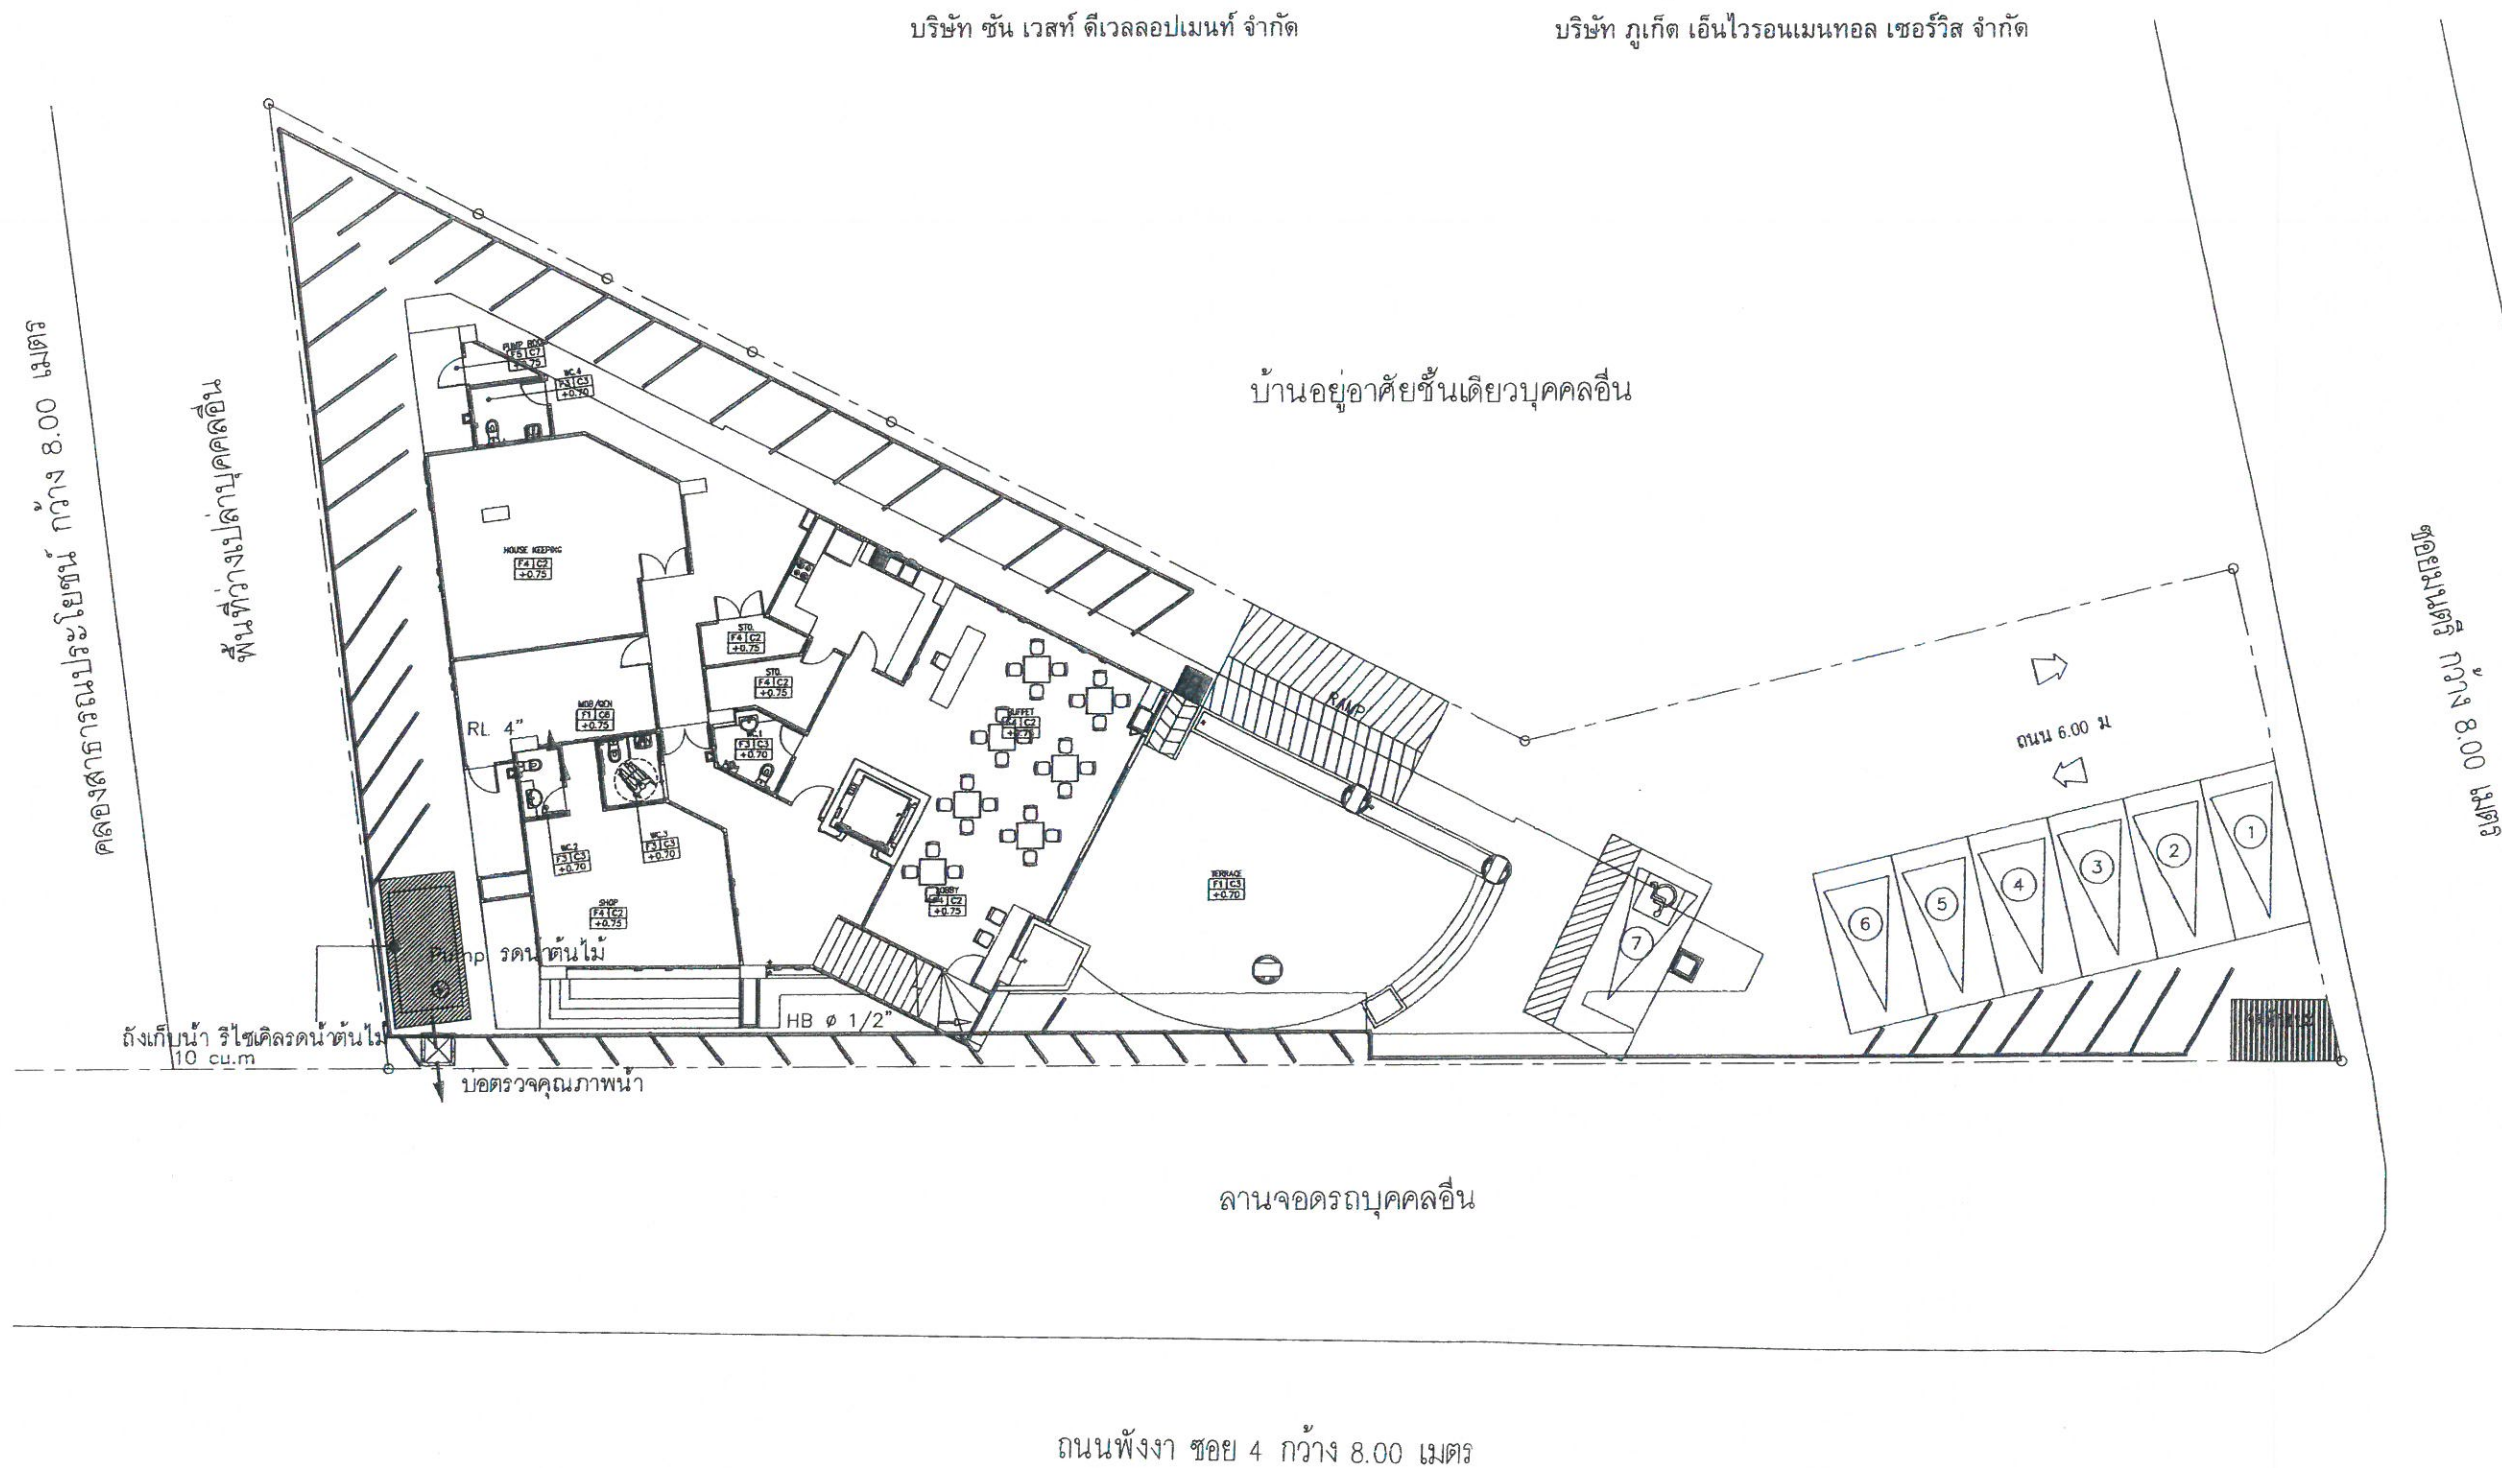 บริษัท ซัน เวสท์ ดีเวลลอปเมนท์ จำกัด
บริษัท ภูเก็ต เอ็นไวรอนเมนทอล เซอร์วิส จำกัด
คลองสาธารณประโยชน์ กว้าง 8.00 เมตร
พื้นที่ว่างเปล่าบุคคลอื่น
บ้านอยู่อาศัยชั้นเดียวบุคคลอื่น
ซอยมนตรี กว้าง 8.00 เมตร
WC.4
F3 C3
+0.70
HOUSE KEEPING
F4 C2
+0.75
STO.
F4 C2
+0.75
STO.
F4 C2
+0.75
MDB/GEN
F1 C6
+0.75
RL 4"
WC.1
F3 C3
+0.70
BUFFET
RAMP
ถนน 6.00 ม
WC.2
F3 C3
+0.70
WC.3
F3 C3
+0.70
SHOP
F4 C2
+0.75
LOBBY
F4 C2
+0.75
TERRACE
F1 C3
+0.70
1
2
3
4
5
6
7
Pump รดน้ำต้นไม้
HB ø 1/2"
ถังเก็บน้ำ รีไซเคิลรดน้ำต้นไม้
10 cu.m
บ่อตรวจคุณภาพน้ำ
ลานจอดรถบุคคลอื่น
ถนนพังงา ซอย 4 กว้าง 8.00 เมตร